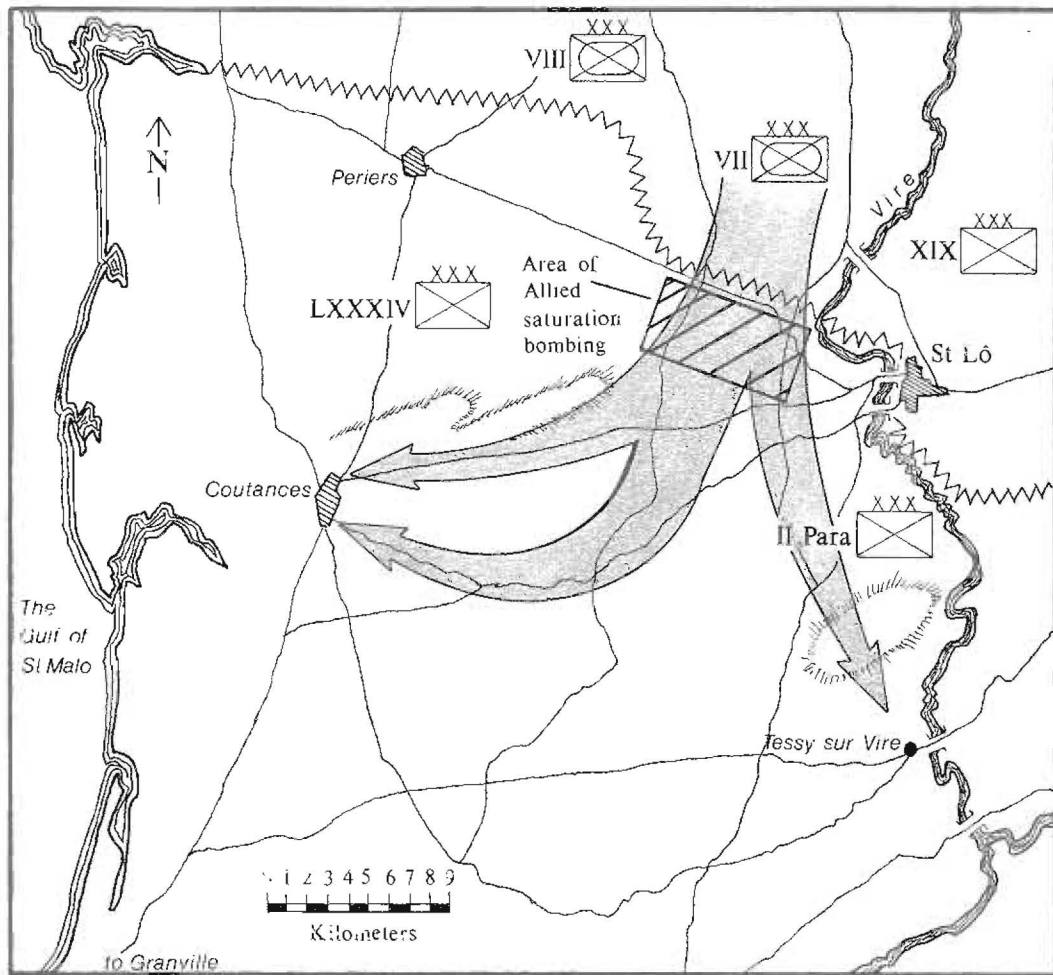 XXX
VIII
XXX
VII
N
Periers
Vire
XXX
XIX
XXX
LXXXIV
Area of
Allied
saturation
bombing
St Lô
Coutances
XXX
II Para
The
Gulf of
St Malo
Tessy sur Vire
1 2 3 4 5 6 7 8 9
Kilometers
to Granville